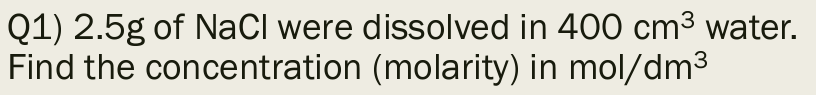 Q1) 2.5g of NaCl were dissolved in 400 cm³ water.
Find the concentration (molarity) in mol/dm³